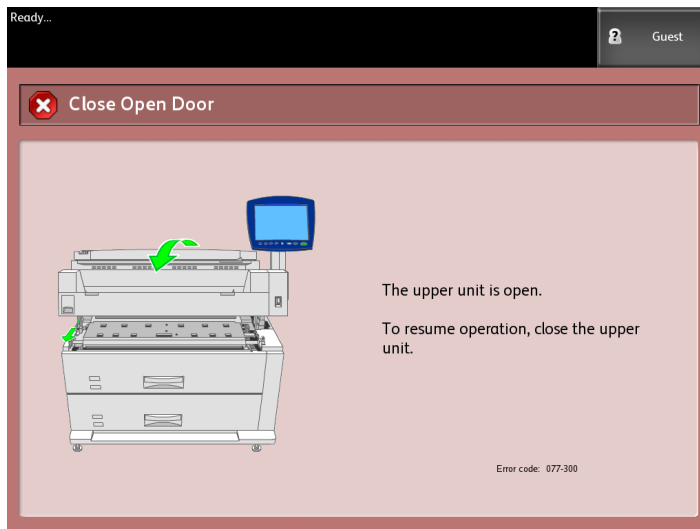 Ready...
Guest
Close Open Door
The upper unit is open.
To resume operation, close the upper
unit.
Error code: 077-300